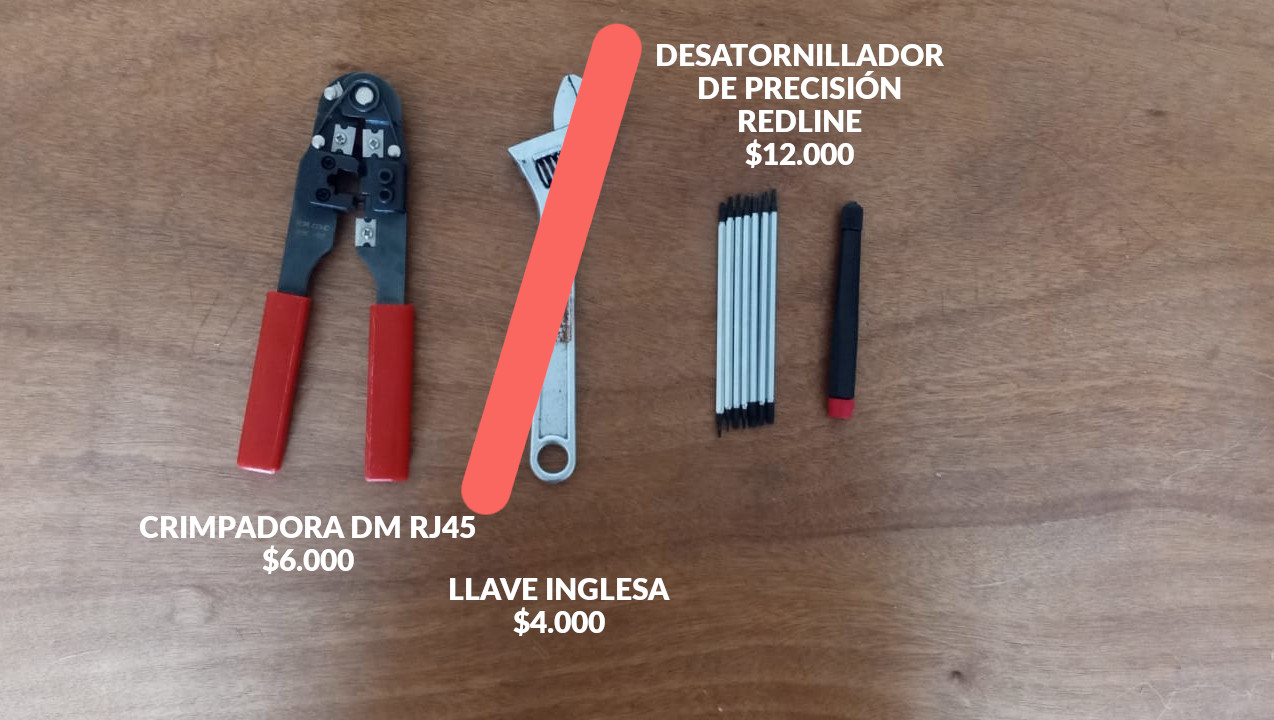 DESATORNILLADOR
DE PRECISIÓN
REDLINE
$12.000
CRIMPADORA DM RJ45
$6.000
LLAVE INGLESA
$4.000